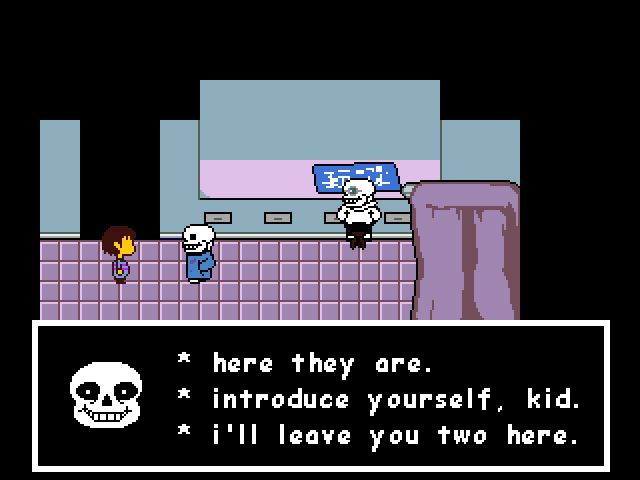 * here they are.
* introduce yourself, kid.
* i'll leave you two here.